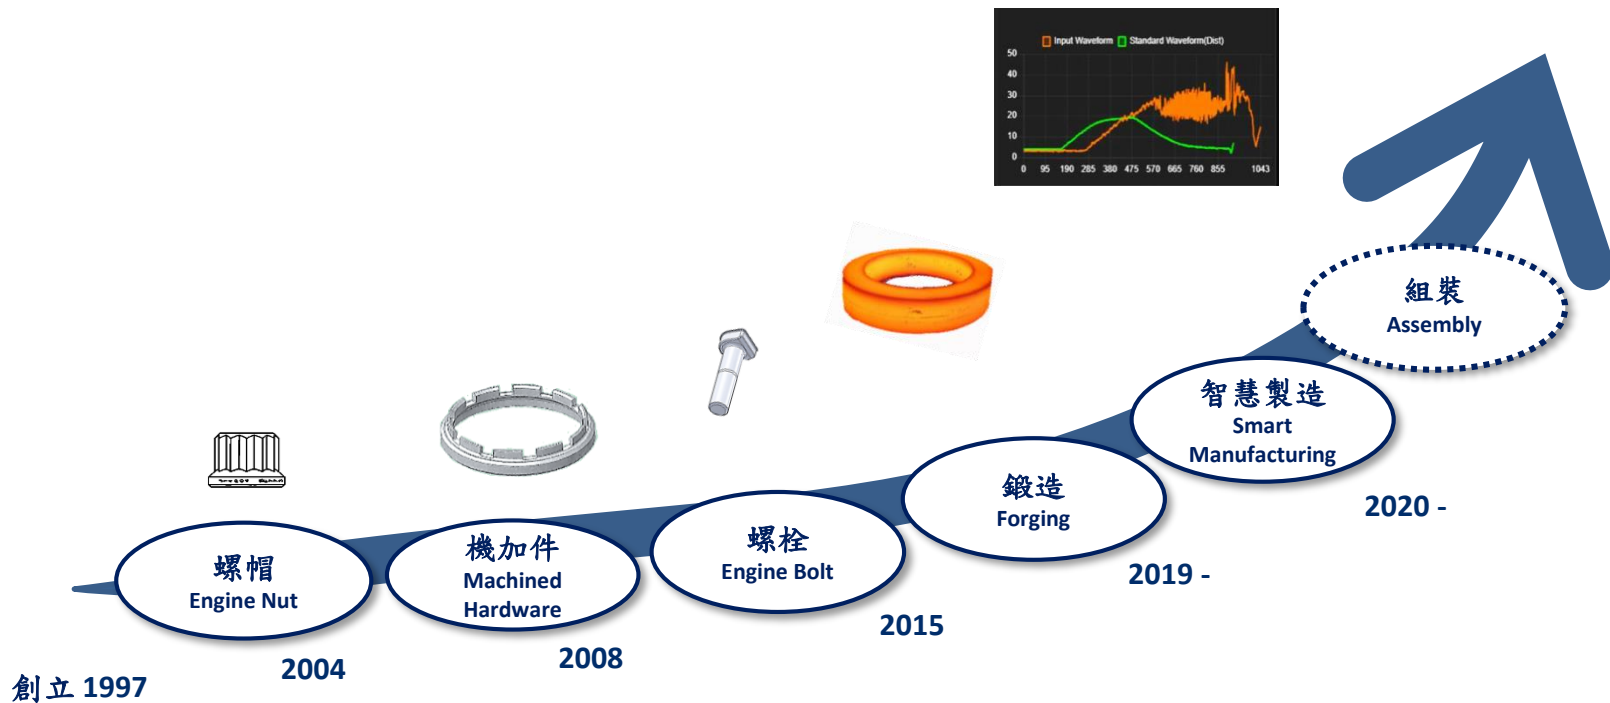 Input Waveform Standard Waveform(Dist)
50
40
30
20
10
0
0 95 190 285 380 475 570 665 760 855 1043
組裝
Assembly
智慧製造
Smart
Manufacturing
2020 -
鍛造
Forging
2019 -
螺栓
Engine Bolt
2015
機加件
Machined
Hardware
2008
螺帽
Engine Nut
2004
創立 1997